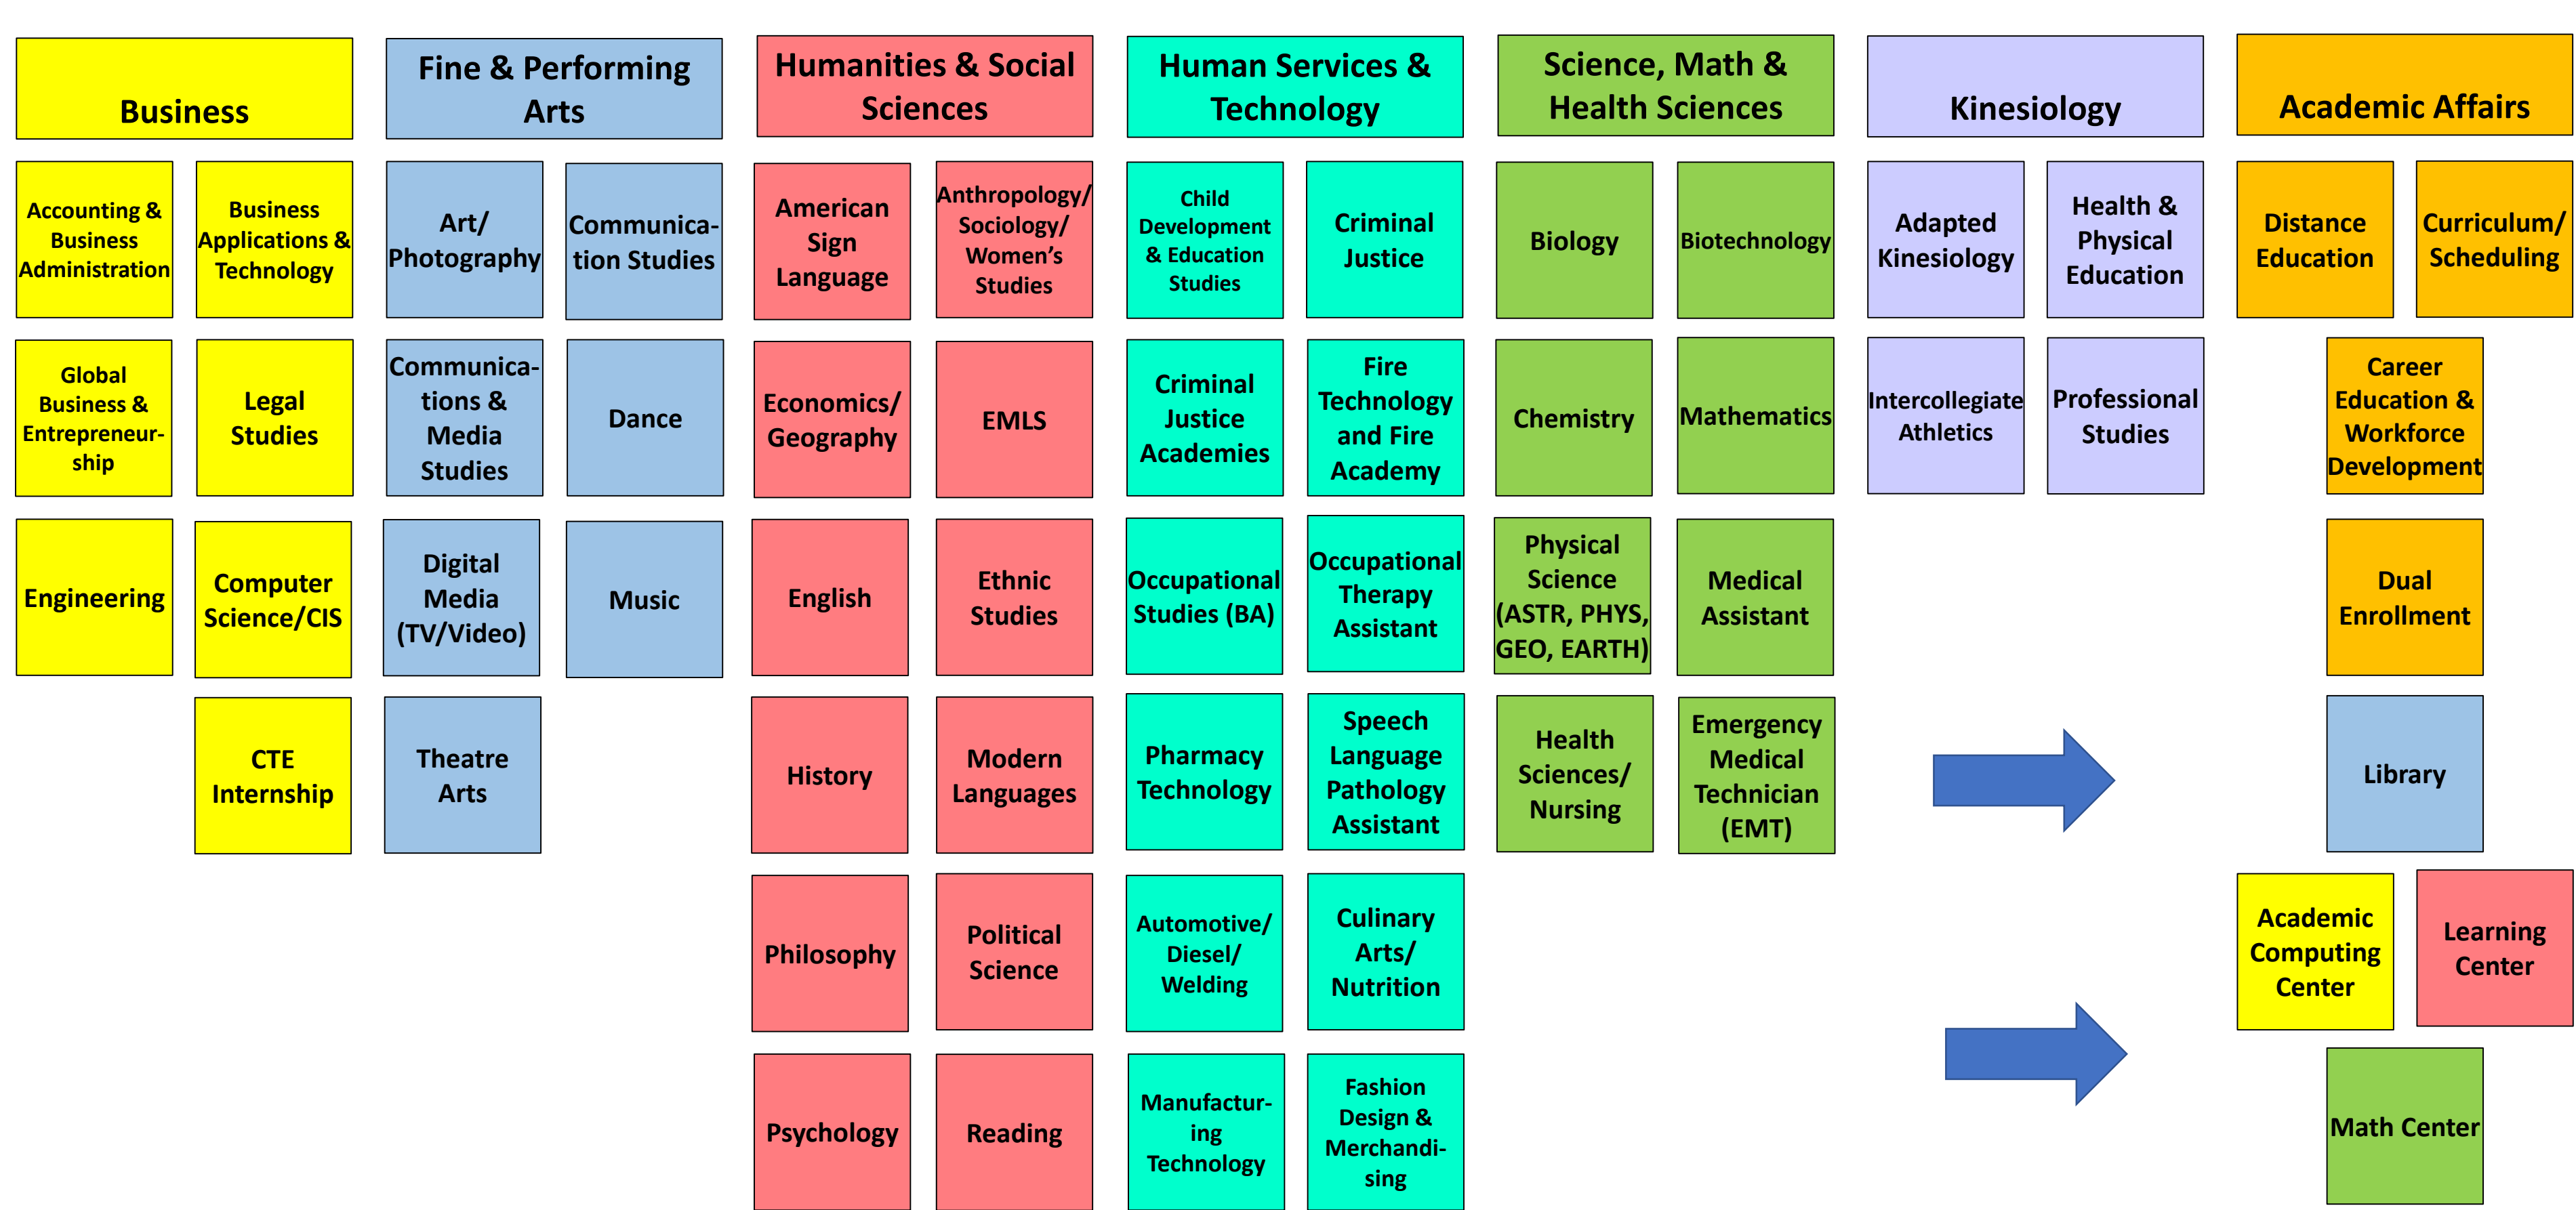 Business
Fine & Performing
Arts
Humanities & Social
Sciences
Human Services &
Technology
Science, Math &
Health Sciences
Kinesiology
Academic Affairs
Accounting &
Business
Administration
Business
Applications &
Technology
Art/
Photography
Communica-
tion Studies
American
Sign
Language
Anthropology/
Sociology/
Women’s
Studies
Child
Development
& Education
Studies
Criminal
Justice
Biology
Biotechnology
Adapted
Kinesiology
Health &
Physical
Education
Distance
Education
Curriculum/
Scheduling
Global
Business &
Entrepreneur-
ship
Legal
Studies
Communica-
tions &
Media
Studies
Dance
Economics/
Geography
EMLS
Criminal
Justice
Academies
Fire
Technology
and Fire
Academy
Chemistry
Mathematics
Intercollegiate
Athletics
Professional
Studies
Career
Education &
Workforce
Development
Engineering
Computer
Science/CIS
Digital
Media
(TV/Video)
Music
English
Ethnic
Studies
Occupational
Studies (BA)
Occupational
Therapy
Assistant
Physical
Science
(ASTR, PHYS,
GEO, EARTH)
Medical
Assistant
Dual
Enrollment
CTE
Internship
Theatre
Arts
History
Modern
Languages
Pharmacy
Technology
Speech
Language
Pathology
Assistant
Health
Sciences/
Nursing
Emergency
Medical
Technician
(EMT)
Library
Philosophy
Political
Science
Automotive/
Diesel/
Welding
Culinary
Arts/
Nutrition
Academic
Computing
Center
Learning
Center
Psychology
Reading
Manufactur-
ing
Technology
Fashion
Design &
Merchandi-
sing
Math Center